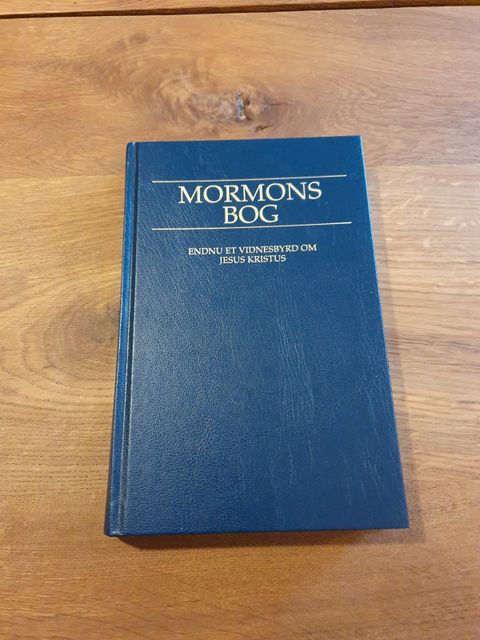 MORMONS
BOG
ENDNU ET VIDNESBYRD OM
JESUS KRISTUS